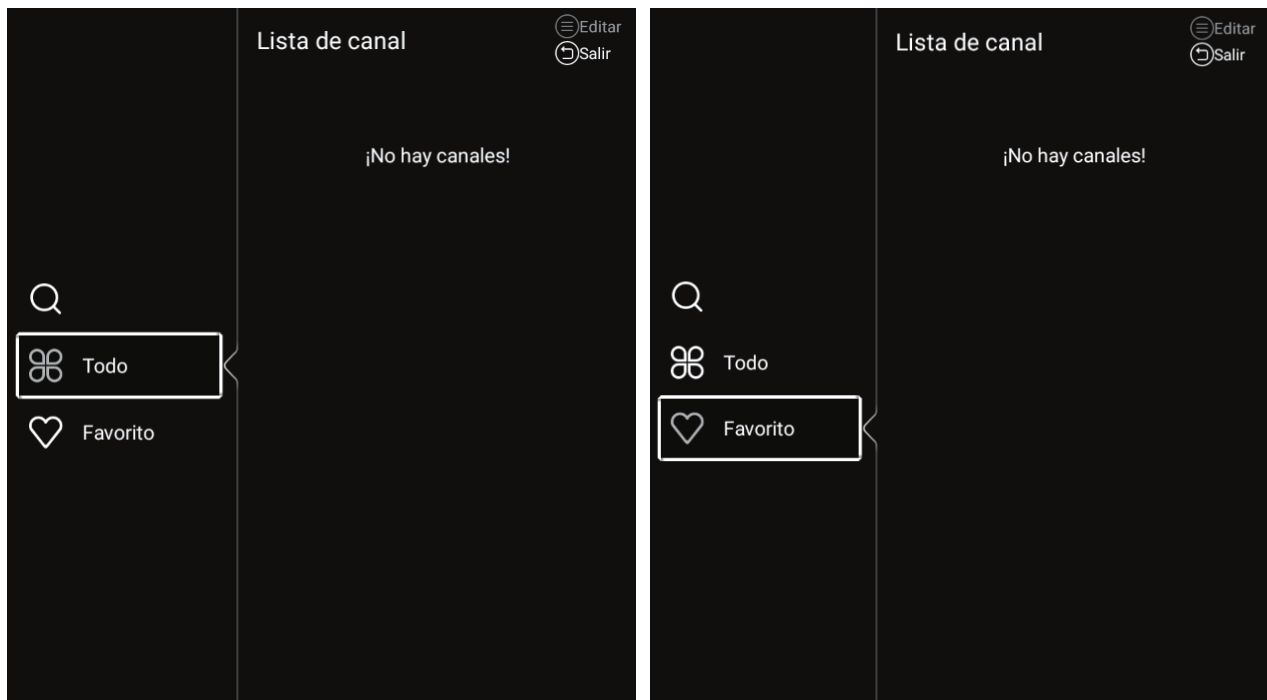 Lista de canal
Editar
Salir
¡No hay canales!
Todo
Favorito
Lista de canal
Editar
Salir
¡No hay canales!
Todo
Favorito